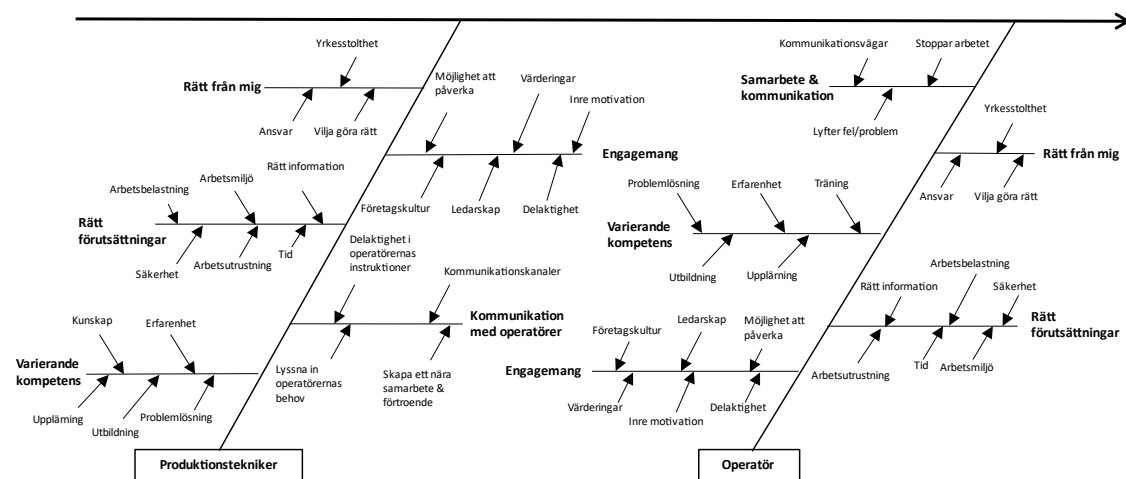 Yrkesstolthet
Rätt från mig
Ansvar
Vilja göra rätt
Möjlighet att
påverka
Värderingar
Inre motivation
Engagemang
Företagskultur
Ledarskap
Delaktighet
Arbetsbelastning
Arbetsmiljö
Rätt information
Rätt
förutsättningar
Säkerhet
Arbetsutrustning
Tid
Delaktighet i
operatörernas
instruktioner
Kommunikationskanaler
Kommunikation
med operatörer
Lyssna in
operatörernas
behov
Skapa ett nära
samarbete &
förtroende
Kunskap
Erfarenhet
Varierande
kompetens
Upplärning
Utbildning
Problemlösning
Produktionstekniker
Kommunikationsvägar
Stoppar arbetet
Samarbete &
kommunikation
Lyfter fel/problem
Yrkesstolthet
Rätt från mig
Ansvar
Vilja göra rätt
Problemlösning
Erfarenhet
Träning
Varierande
kompetens
Utbildning
Upplärning
Rätt information
Arbetsbelastning
Säkerhet
Rätt
förutsättningar
Arbetsutrustning
Tid
Arbetsmiljö
Företagskultur
Ledarskap
Möjlighet att
påverka
Engagemang
Värderingar
Inre motivation
Delaktighet
Operatör